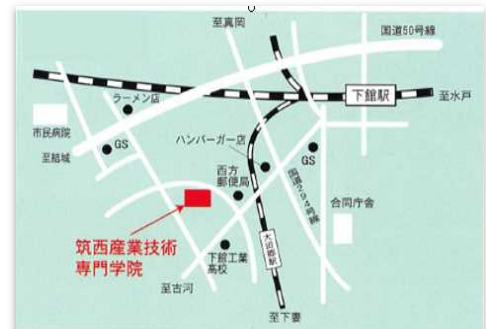 至真岡
国道50号線
下館駅
至水戸
ラーメン店
市民病院
GS
至結城
ハンバーガー店
GS
西方
郵便局
国道294号線
合同庁舎
筑西産業技術
専門学院
下館工業
高校
大田郷駅
至古河
至下妻